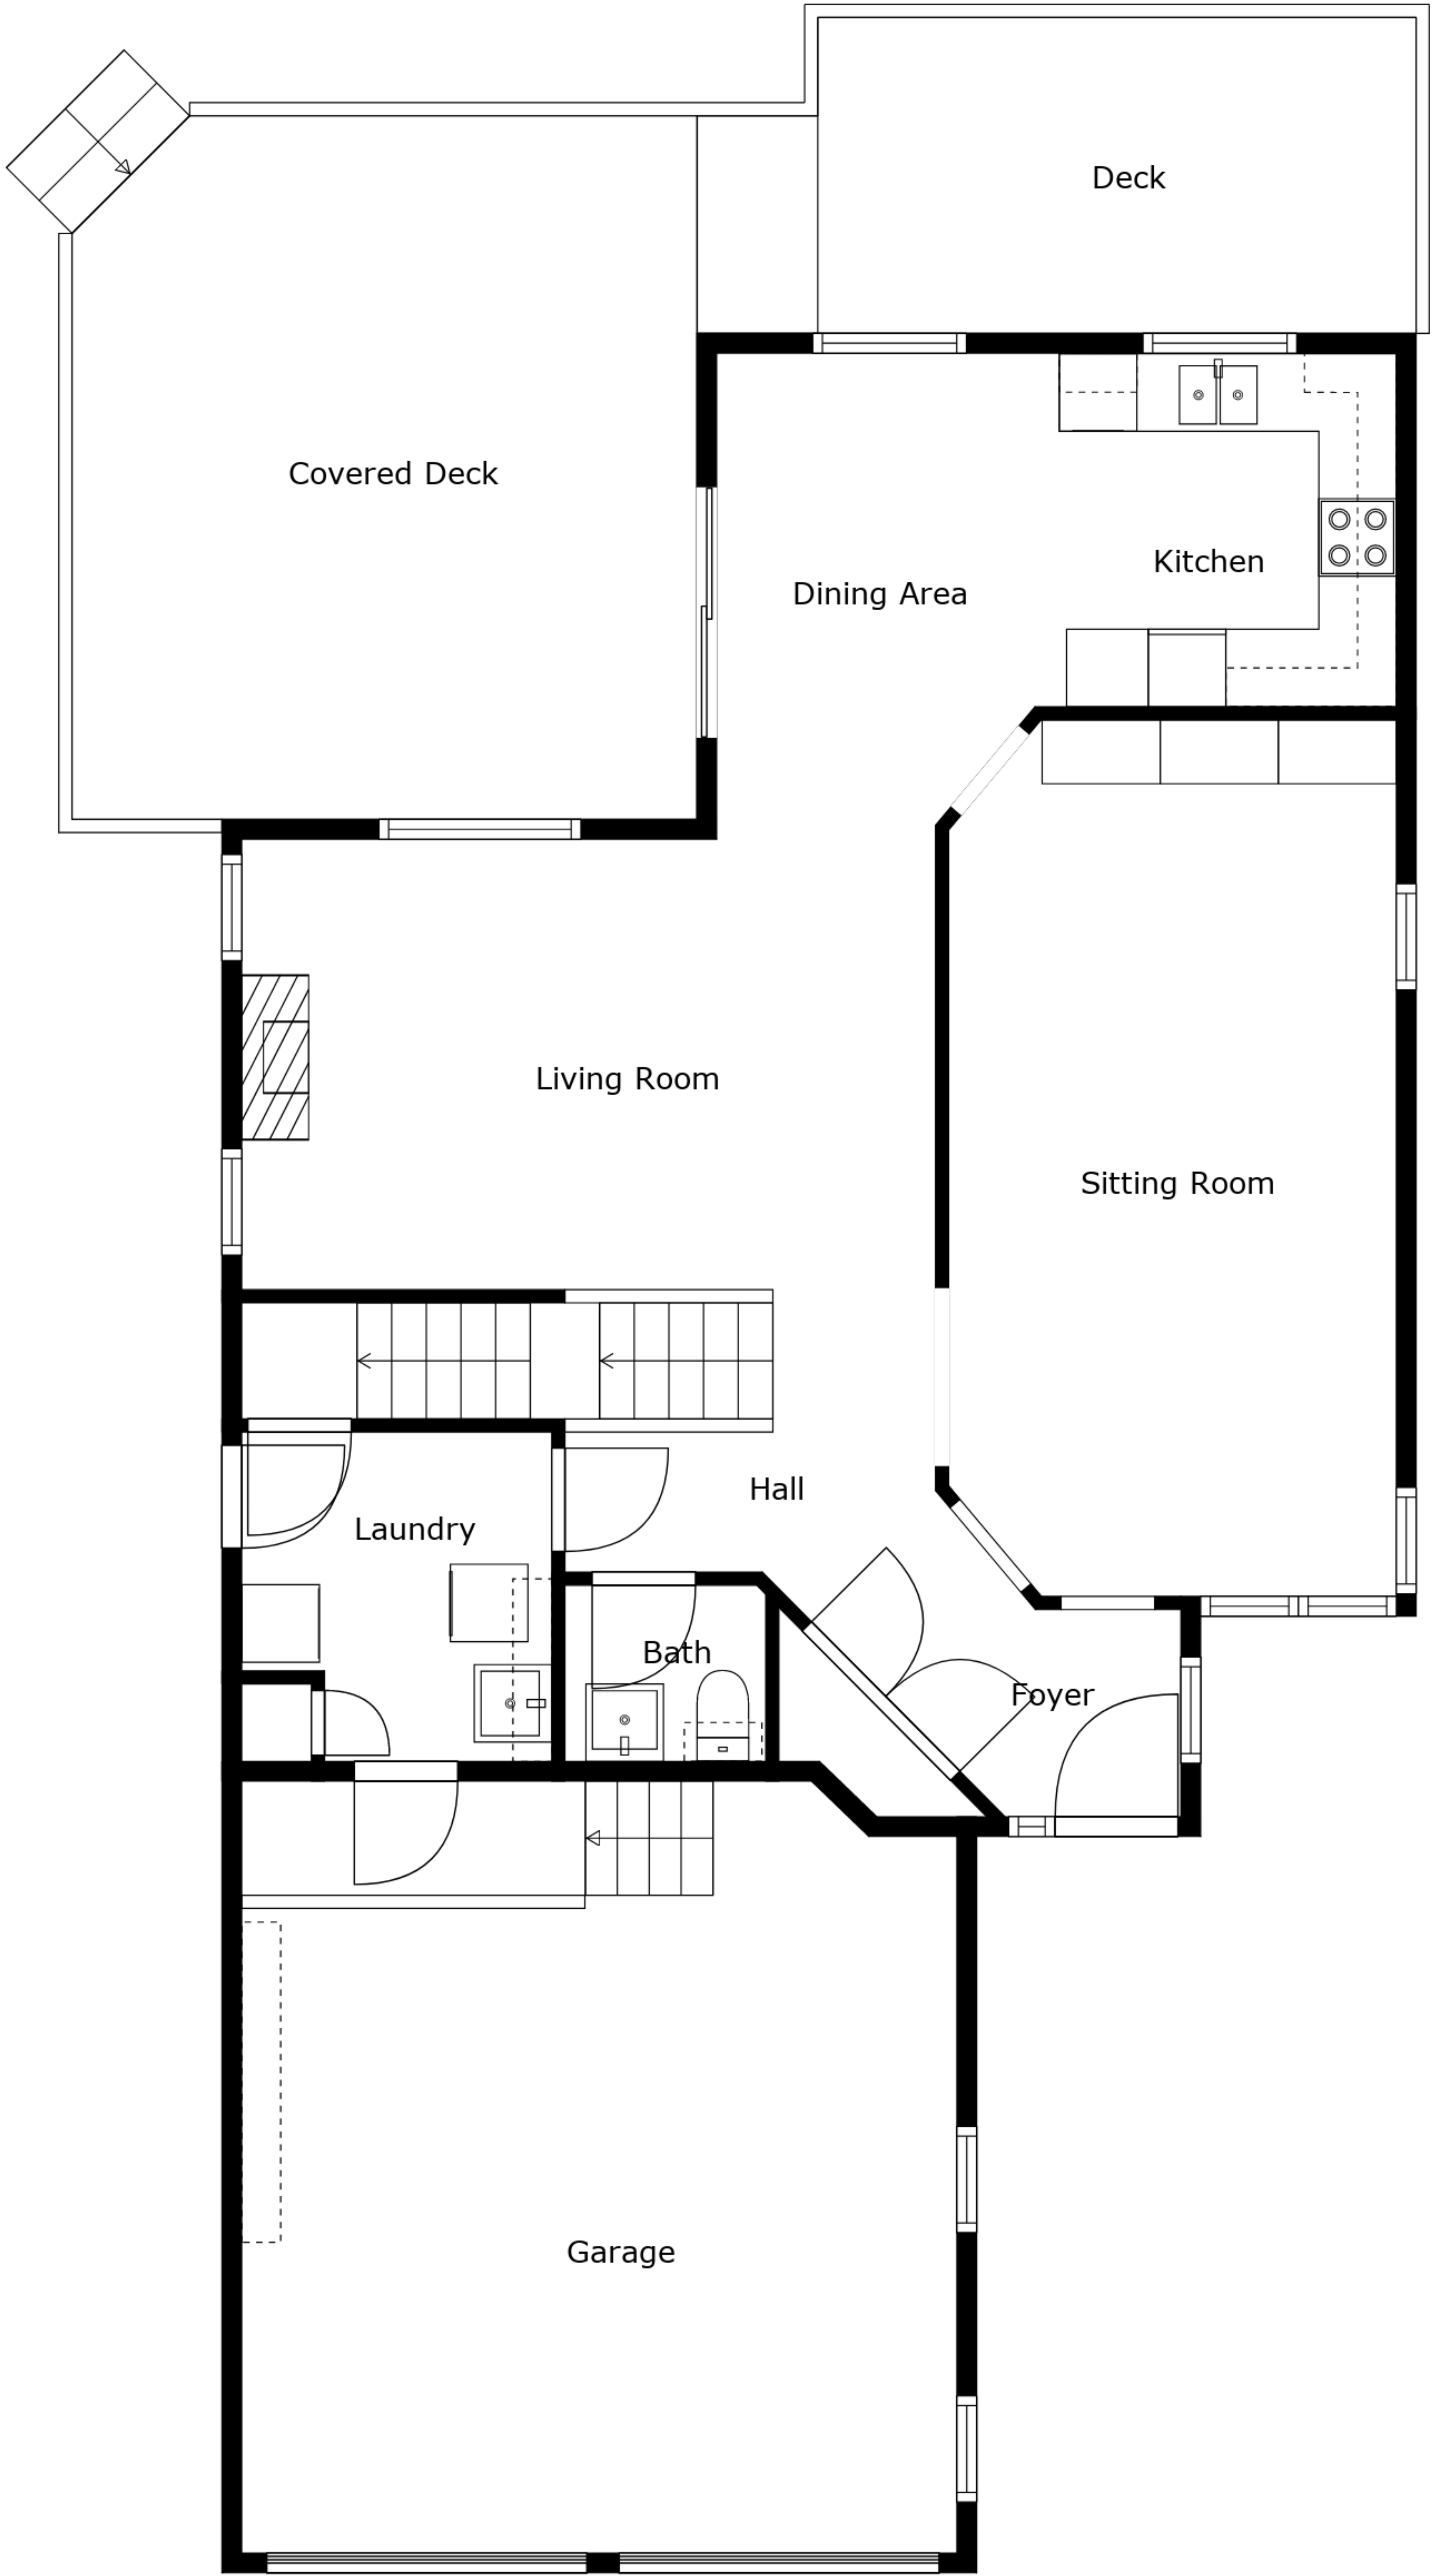 Deck
Covered Deck
Kitchen
Dining Area
Living Room
Sitting Room
Hall
Laundry
Bath
Foyer
Garage